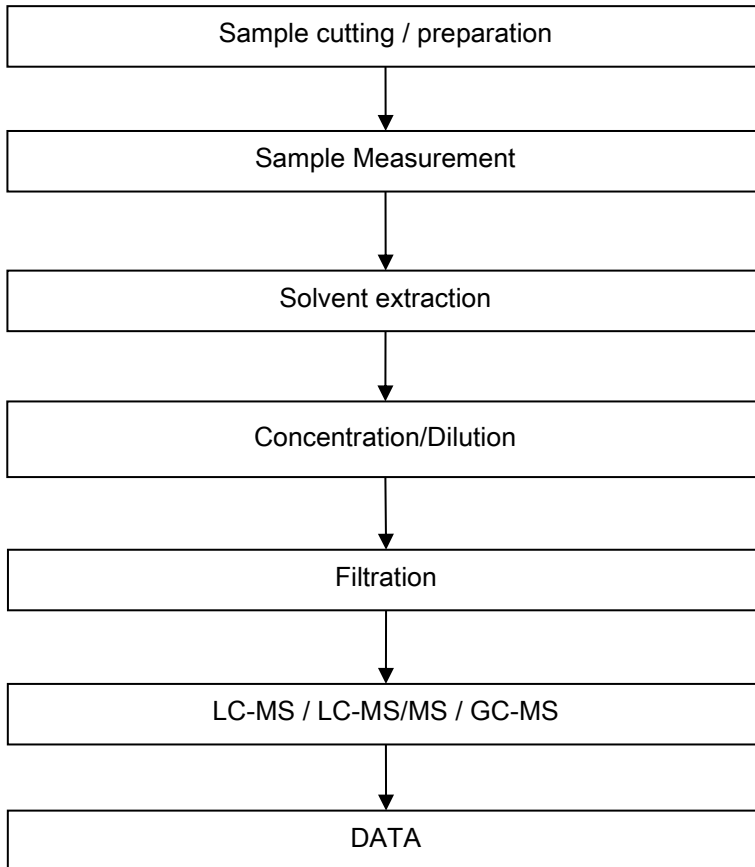 Sample cutting / preparation
Sample Measurement
Solvent extraction
Concentration/Dilution
Filtration
LC-MS / LC-MS/MS / GC-MS
DATA